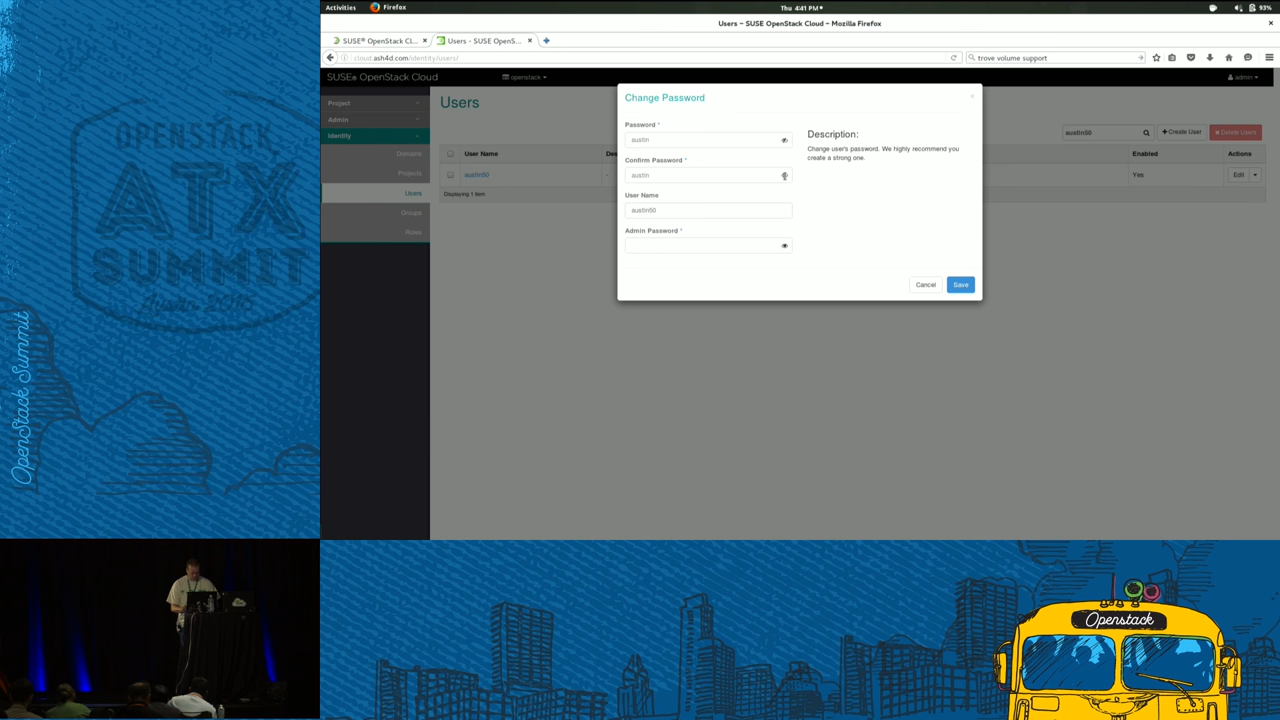 Activities
Firefox
Thu 4:41 PM
93%
Users – SUSE OpenStack Cloud – Mozilla Firefox
×
SUSE® OpenStack CL...
×
Users - SUSE OpenS...
×
cloud.ash4d.com/identity/users/
trove volume support
SUSE® OpenStack Cloud
openstack
admin
Project
Admin
Identity
Domains
Projects
Users
Groups
Roles
Users
austin50
Create User
Delete Users
User Name
Des
Enabled
Actions
austin50
-
Yes
Edit
Displaying 1 item
Change Password
×
Password *
austin
Confirm Password *
austin
User Name
austin50
Admin Password *
Description:
Change user's password. We highly recommend you
create a strong one.
Cancel
Save
OPENSTACK
ATX
SUMMIT
Austin
OpenStack Summit
Openstack